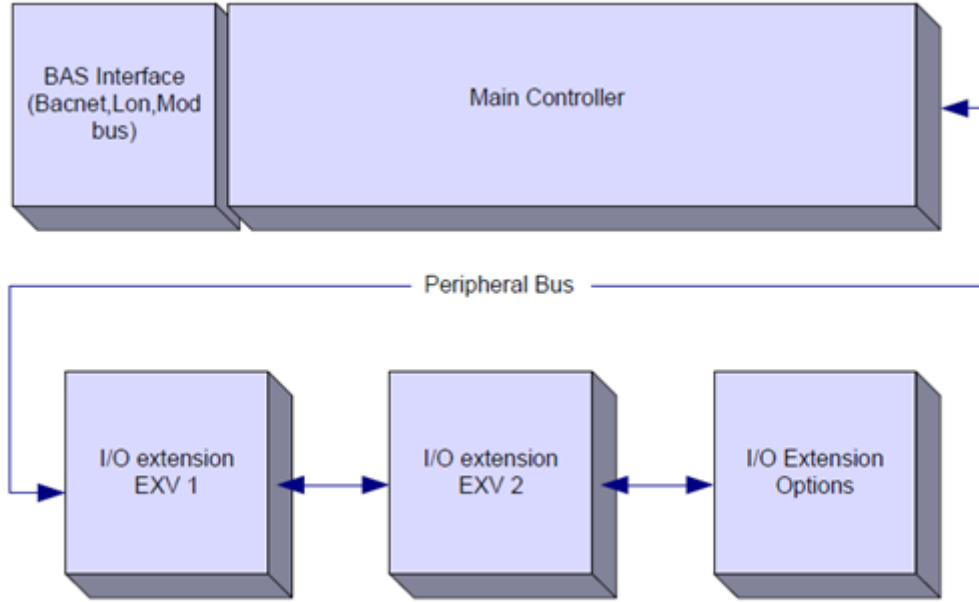 BAS Interface
(Bacnet,Lon,Mod
bus)
Main Controller
Peripheral Bus
I/O extension
EXV 1
I/O extension
EXV 2
I/O Extension
Options